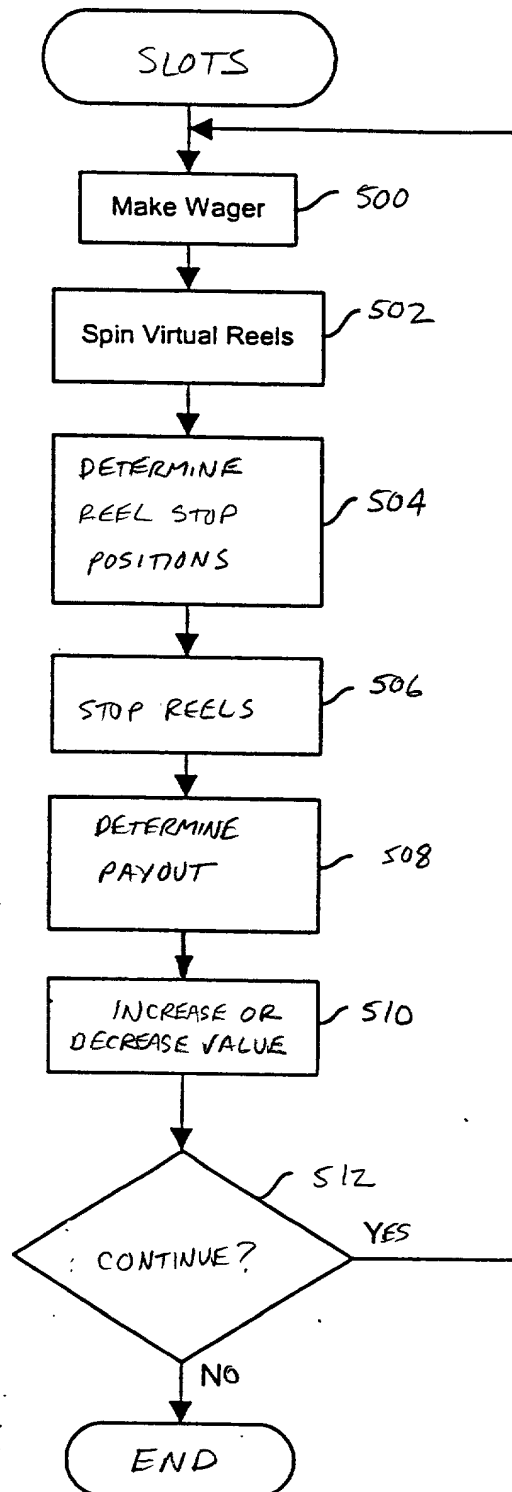 SLOTS
Make Wager
500
Spin Virtual Reels
502
DETERMINE
REEL STOP
POSITIONS
504
STOP REELS
506
DETERMINE
PAYOUT
508
INCREASE OR
DECREASE VALUE
510
512
CONTINUE?
YES
NO
END